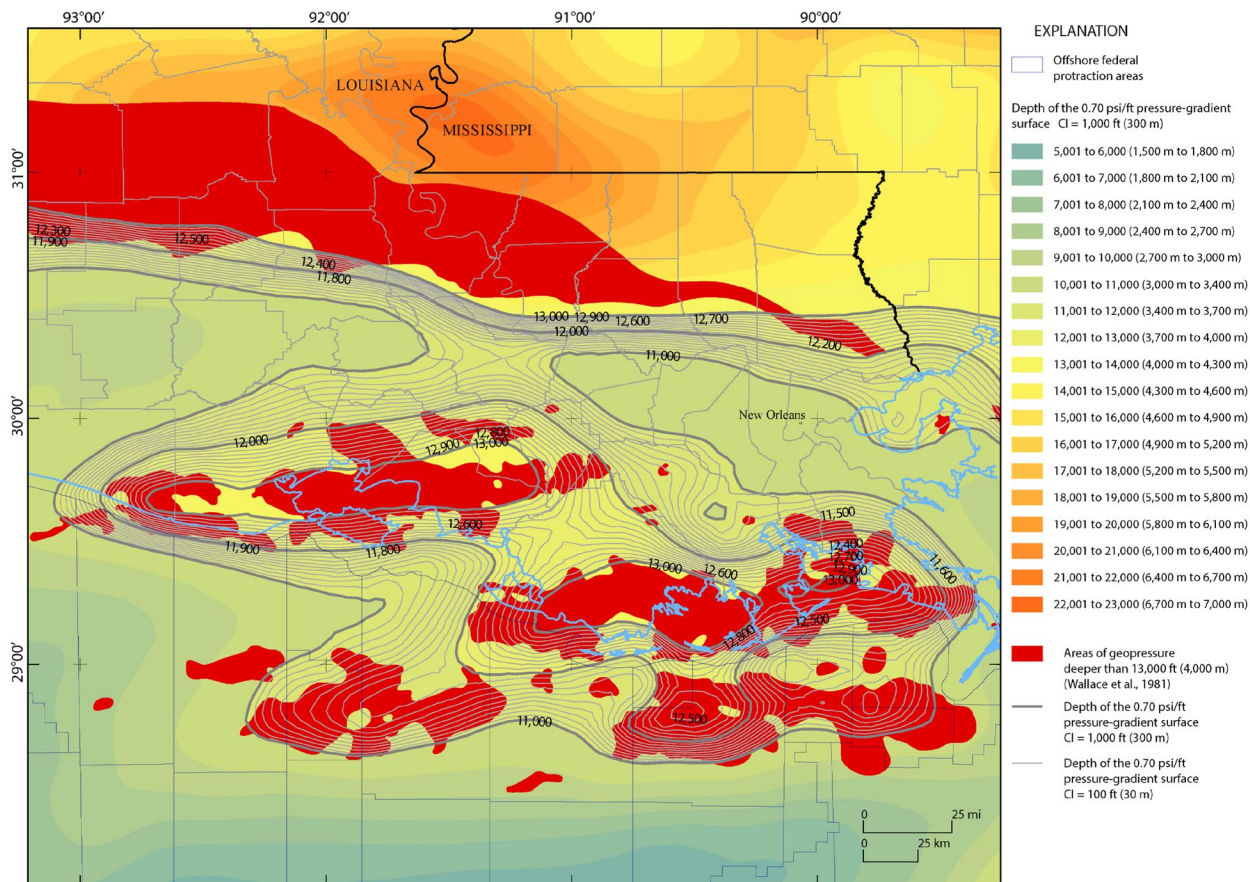 93°00′ 92°00′ 91°00′ 90°00′
31°00′
30°00′
29°00′
LOUISIANA
MISSISSIPPI
12,300
11,900
12,500
12,400
11,800
13,000 12,900 12,600 12,700
12,000
12,200
11,000
New Orleans
12,000
12,800
12,900 13,000
12,600
11,900 11,800
11,500
12,400
12,700
12,900
13,000
11,600
13,000 12,600
12,500
12,800
11,000
12,500
0 25 mi
0 25 km
EXPLANATION
Offshore federal
protraction areas
Depth of the 0.70 psi/ft pressure-gradient
surface CI = 1,000 ft (300 m)
5,001 to 6,000 (1,500 m to 1,800 m)
6,001 to 7,000 (1,800 m to 2,100 m)
7,001 to 8,000 (2,100 m to 2,400 m)
8,001 to 9,000 (2,400 m to 2,700 m)
9,001 to 10,000 (2,700 m to 3,000 m)
10,001 to 11,000 (3,000 m to 3,400 m)
11,001 to 12,000 (3,400 m to 3,700 m)
12,001 to 13,000 (3,700 m to 4,000 m)
13,001 to 14,000 (4,000 m to 4,300 m)
14,001 to 15,000 (4,300 m to 4,600 m)
15,001 to 16,000 (4,600 m to 4,900 m)
16,001 to 17,000 (4,900 m to 5,200 m)
17,001 to 18,000 (5,200 m to 5,500 m)
18,001 to 19,000 (5,500 m to 5,800 m)
19,001 to 20,000 (5,800 m to 6,100 m)
20,001 to 21,000 (6,100 m to 6,400 m)
21,001 to 22,000 (6,400 m to 6,700 m)
22,001 to 23,000 (6,700 m to 7,000 m)
Areas of geopressure
deeper than 13,000 ft (4,000 m)
(Wallace et al., 1981)
Depth of the 0.70 psi/ft
pressure-gradient surface
CI = 1,000 ft (300 m)
Depth of the 0.70 psi/ft
pressure-gradient surface
CI = 100 ft (30 m)